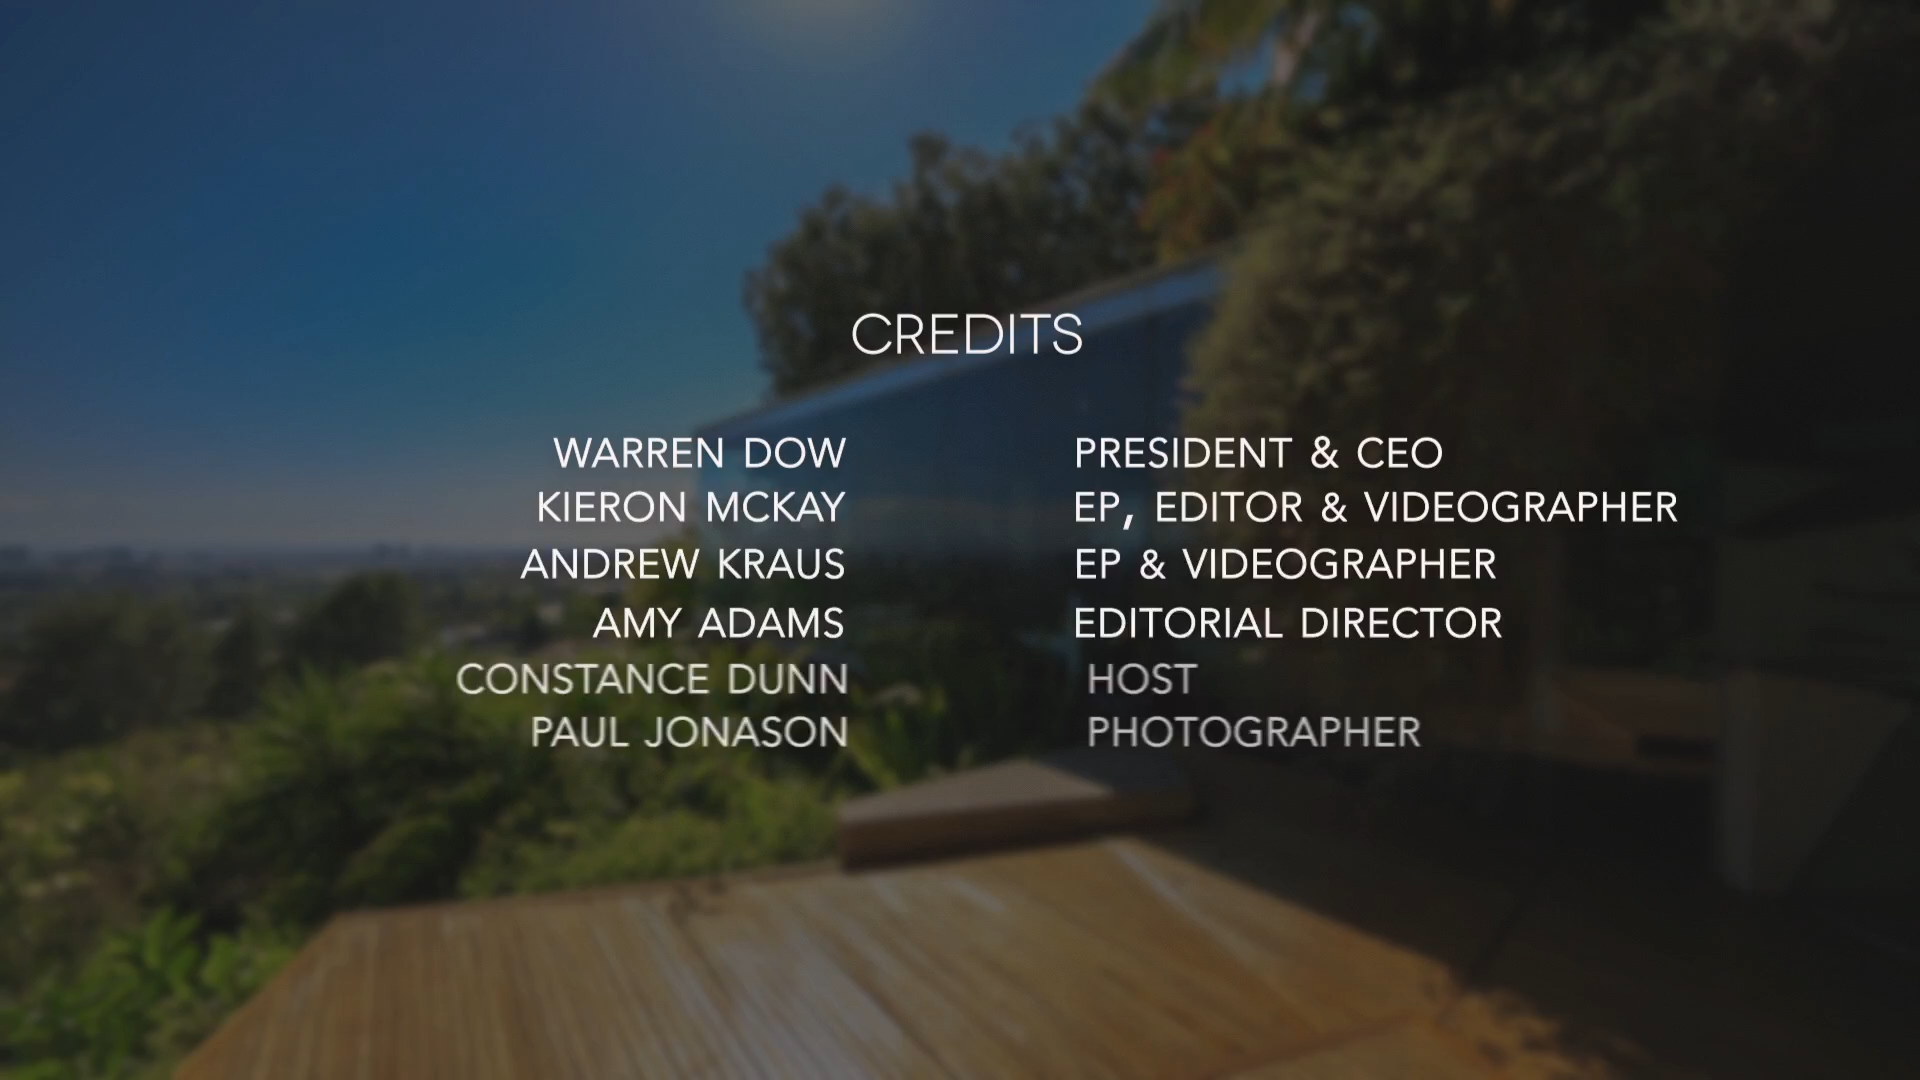 CREDITS
WARREN DOW PRESIDENT & CEO
KIERON MCKAY EP, EDITOR & VIDEOGRAPHER
ANDREW KRAUS EP & VIDEOGRAPHER
AMY ADAMS EDITORIAL DIRECTOR
CONSTANCE DUNN HOST
PAUL JONASON PHOTOGRAPHER